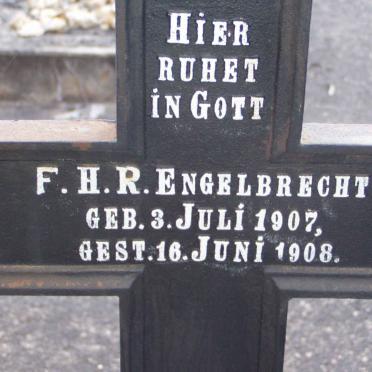 HIER
RUHET
IN GOTT
F. H. R. ENGELBRECHT
GEB. 3. JULI 1907,
GEST. 16. JUNI 1908.